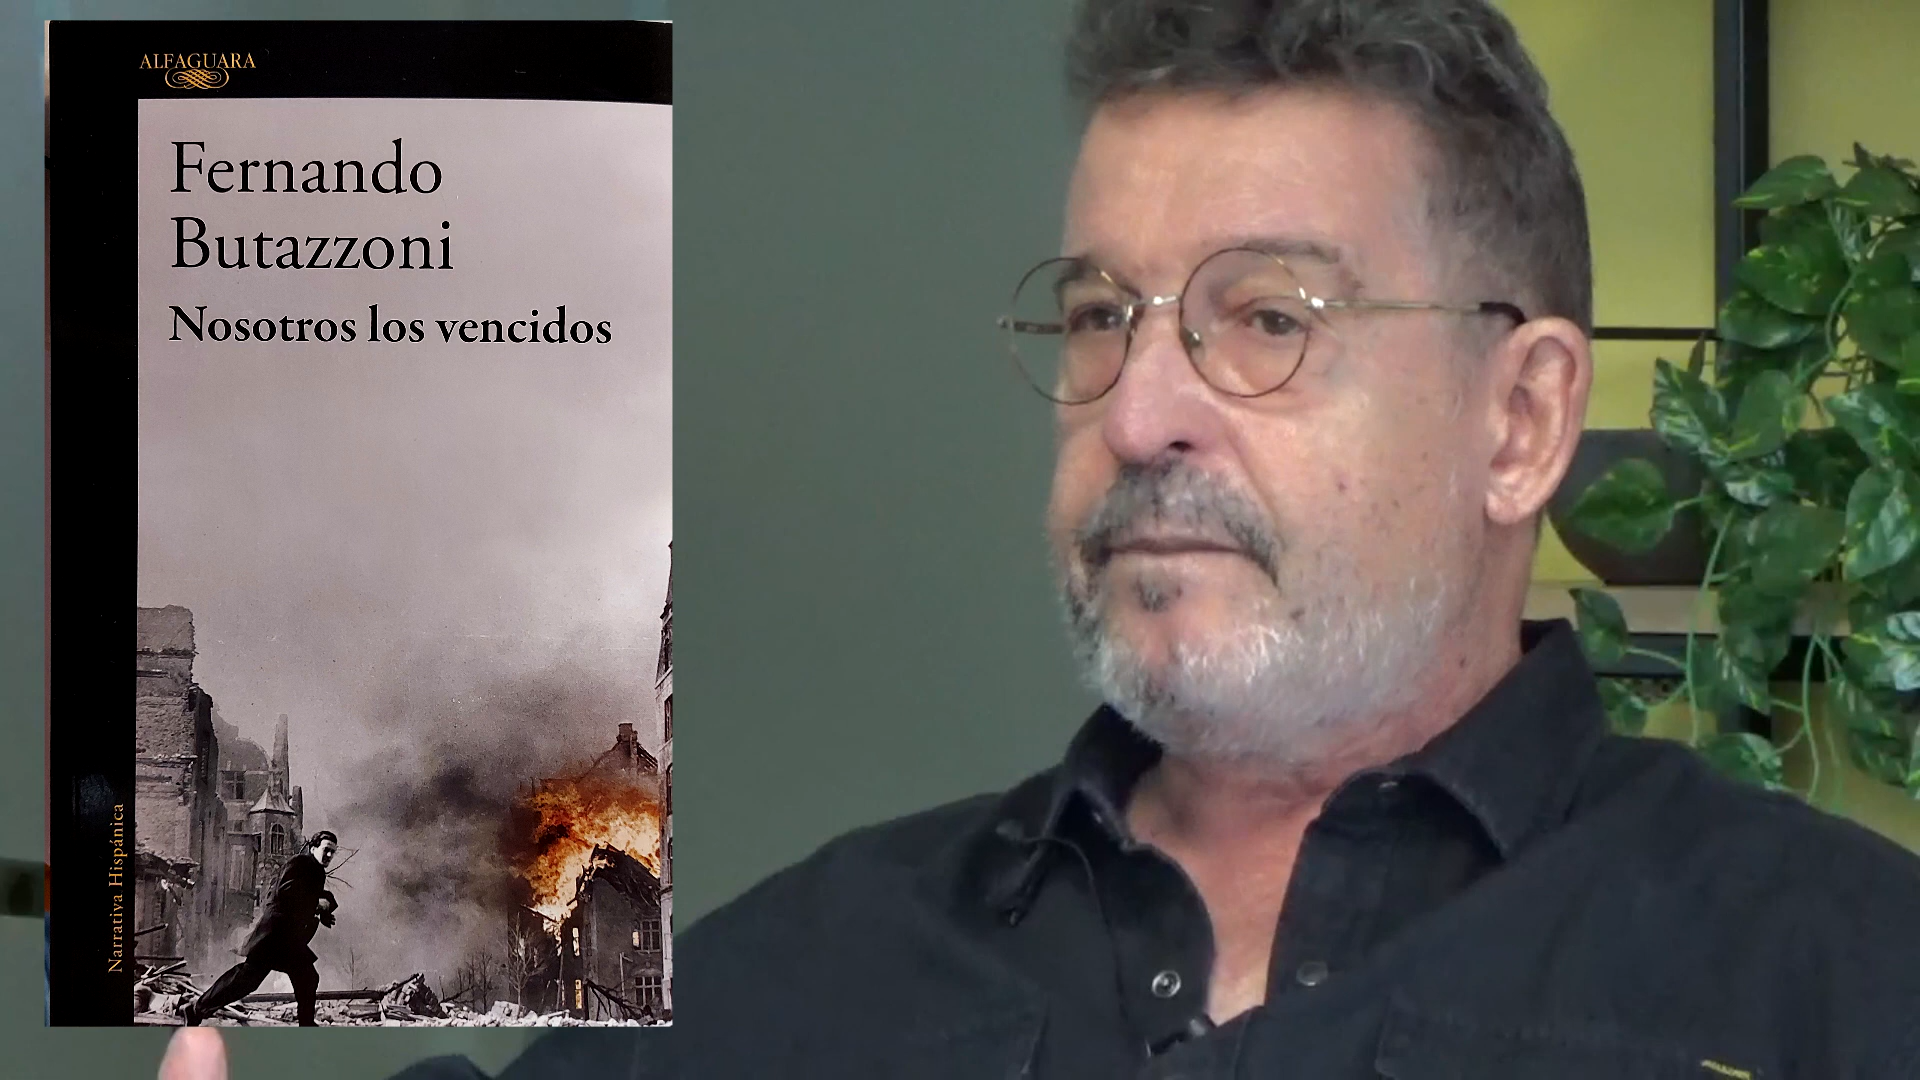 ALFAGUARA
Fernando
Butazzoni
Nosotros los vencidos
Narrativa Hispánica